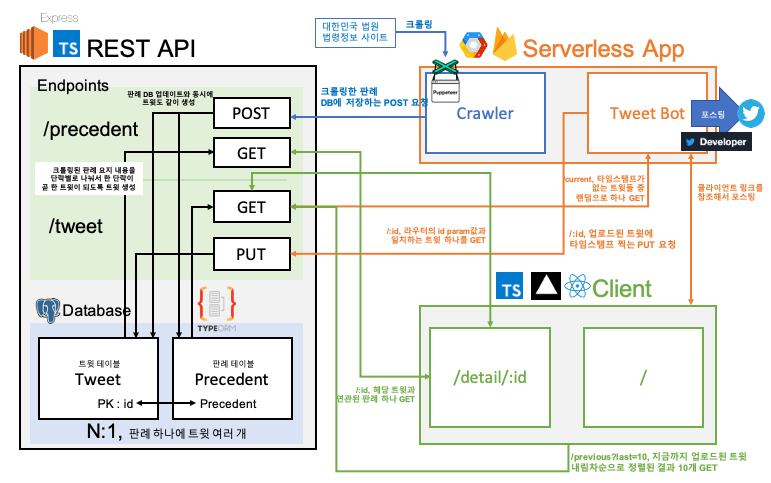 Express
TS REST API
Endpoints
판례 DB 업데이트와 동시에
트윗도 같이 생성
/precedent
POST
GET
크롤링된 판례 요지 내용을
단락별로 나눠서 한 단락이
곧 한 트윗이 되도록 트윗 생성
/tweet
GET
PUT
Database
TYPEORM
트윗 테이블
Tweet
PK : id
판례 테이블
Precedent
Precedent
N:1, 판례 하나에 트윗 여러 개
대한민국 법원
법령정보 사이트
크롤링
Serverless App
Puppeteer
Crawler
Tweet Bot
포스팅
Developer
크롤링한 판례
DB에 저장하는 POST 요청
/current, 타임스탬프가
없는 트윗들 중
랜덤으로 하나 GET
클라이언트 링크를
참조해서 포스팅
/:id, 라우터의 id param값과
일치하는 트윗 하나를 GET
/:id, 업로드된 트윗에
타임스탬프 찍는 PUT 요청
TS
Client
/detail/:id
/
/:id, 해당 트윗과
연관된 판례 하나 GET
/previous?last=10, 지금까지 업로드된 트윗
내림차순으로 정렬된 결과 10개 GET